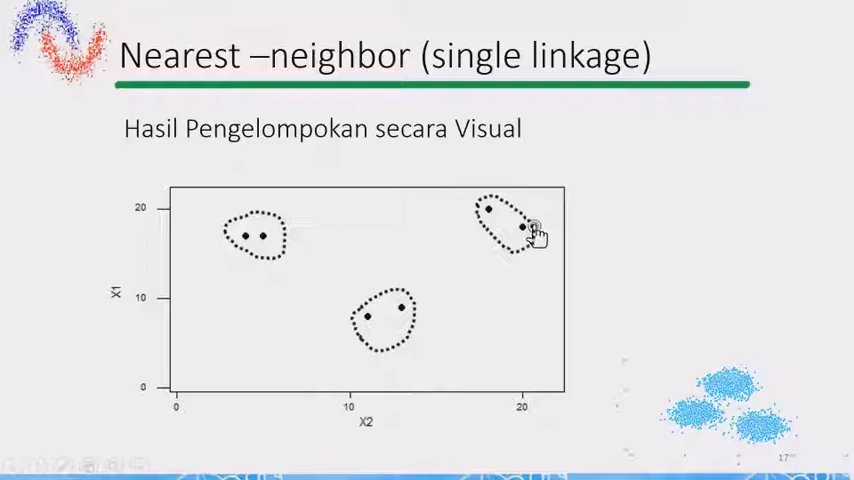 Nearest –neighbor (single linkage)
Hasil Pengelompokan secara Visual
20
10
0
X1
0
10
20
X2
17